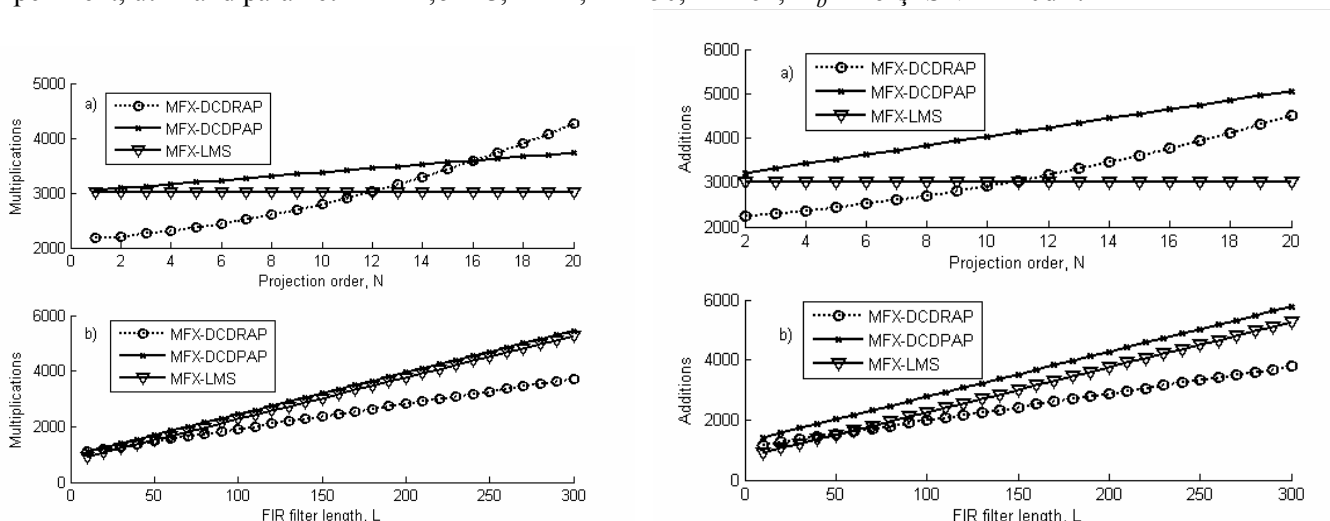 a)
MFX-DCDRAP
MFX-DCDPAP
MFX-LMS
Multiplications
5000
4000
3000
2000
0 2 4 6 8 10 12 14 16 18 20
Projection order, N
b)
MFX-DCDRAP
MFX-DCDPAP
MFX-LMS
Multiplications
6000
4000
2000
0
0 50 100 150 200 250 300
FIR filter length, L
a)
MFX-DCDRAP
MFX-DCDPAP
MFX-LMS
Additions
6000
5000
4000
3000
2000
2 4 6 8 10 12 14 16 18 20
Projection order, N
b)
MFX-DCDRAP
MFX-DCDPAP
MFX-LMS
Additions
6000
4000
2000
0
0 50 100 150 200 250 300
FIR filter length, L